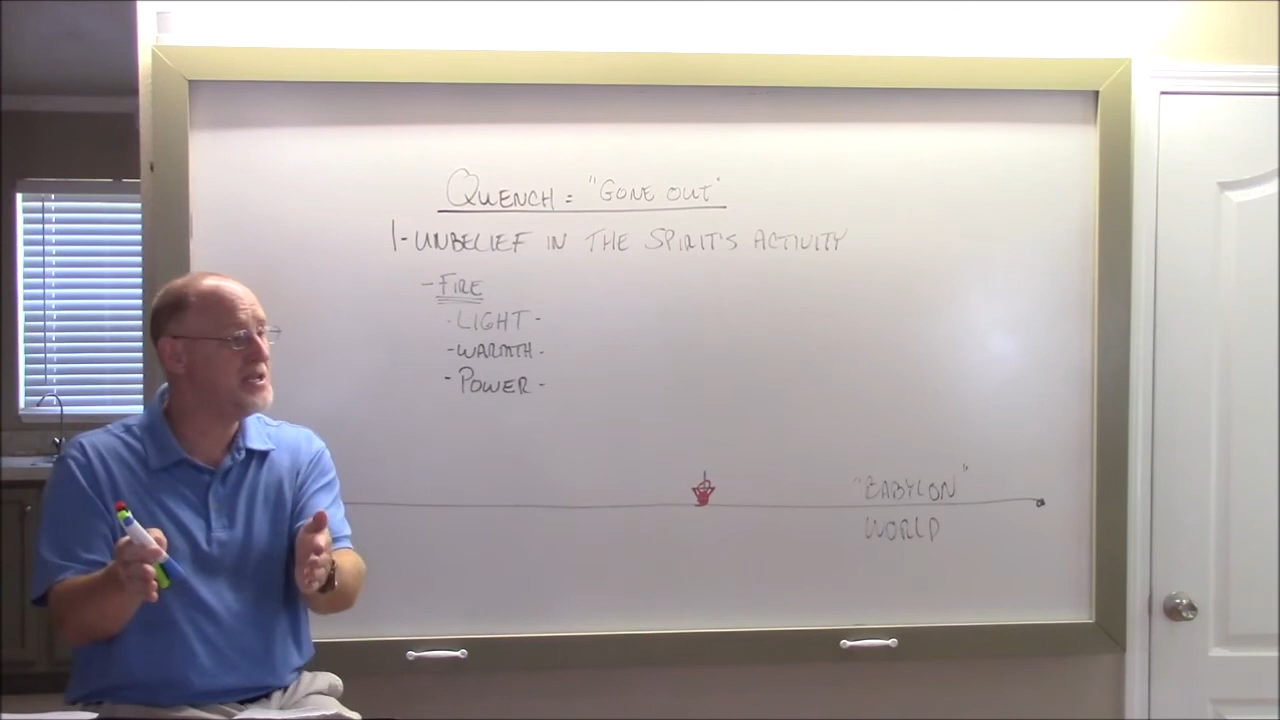 QUENCH = "GONE OUT"
1-UNBELIEF IN THE SPIRIT'S ACTIVITY
- FIRE
- LIGHT -
- WARMTH -
- POWER -
"BABYLON"
WORLD